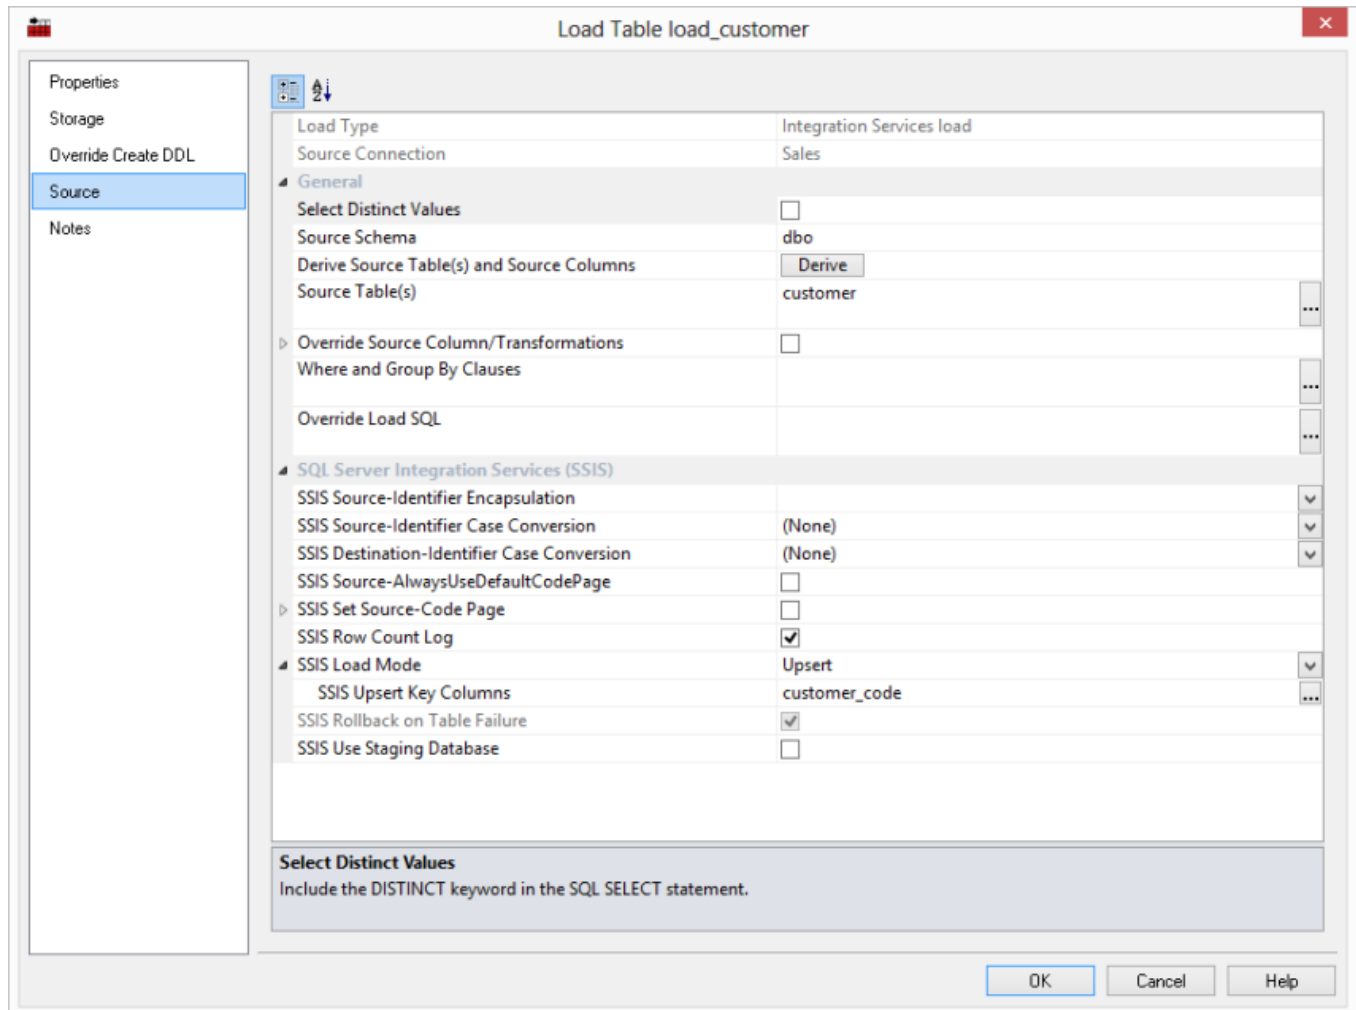 Load Table load_customer
Properties
Storage
Override Create DDL
Source
Notes
Load Type Integration Services load
Source Connection Sales
General
Select Distinct Values
Source Schema dbo
Derive Source Table(s) and Source Columns Derive
Source Table(s) customer ...
Override Source Column/Transformations
Where and Group By Clauses ...
Override Load SQL ...
SQL Server Integration Services (SSIS)
SSIS Source-Identifier Encapsulation
SSIS Source-Identifier Case Conversion (None)
SSIS Destination-Identifier Case Conversion (None)
SSIS Source-AlwaysUseDefaultCodePage
SSIS Set Source-Code Page
SSIS Row Count Log
SSIS Load Mode Upsert
SSIS Upsert Key Columns customer_code ...
SSIS Rollback on Table Failure
SSIS Use Staging Database
Select Distinct Values
Include the DISTINCT keyword in the SQL SELECT statement.
OK Cancel Help